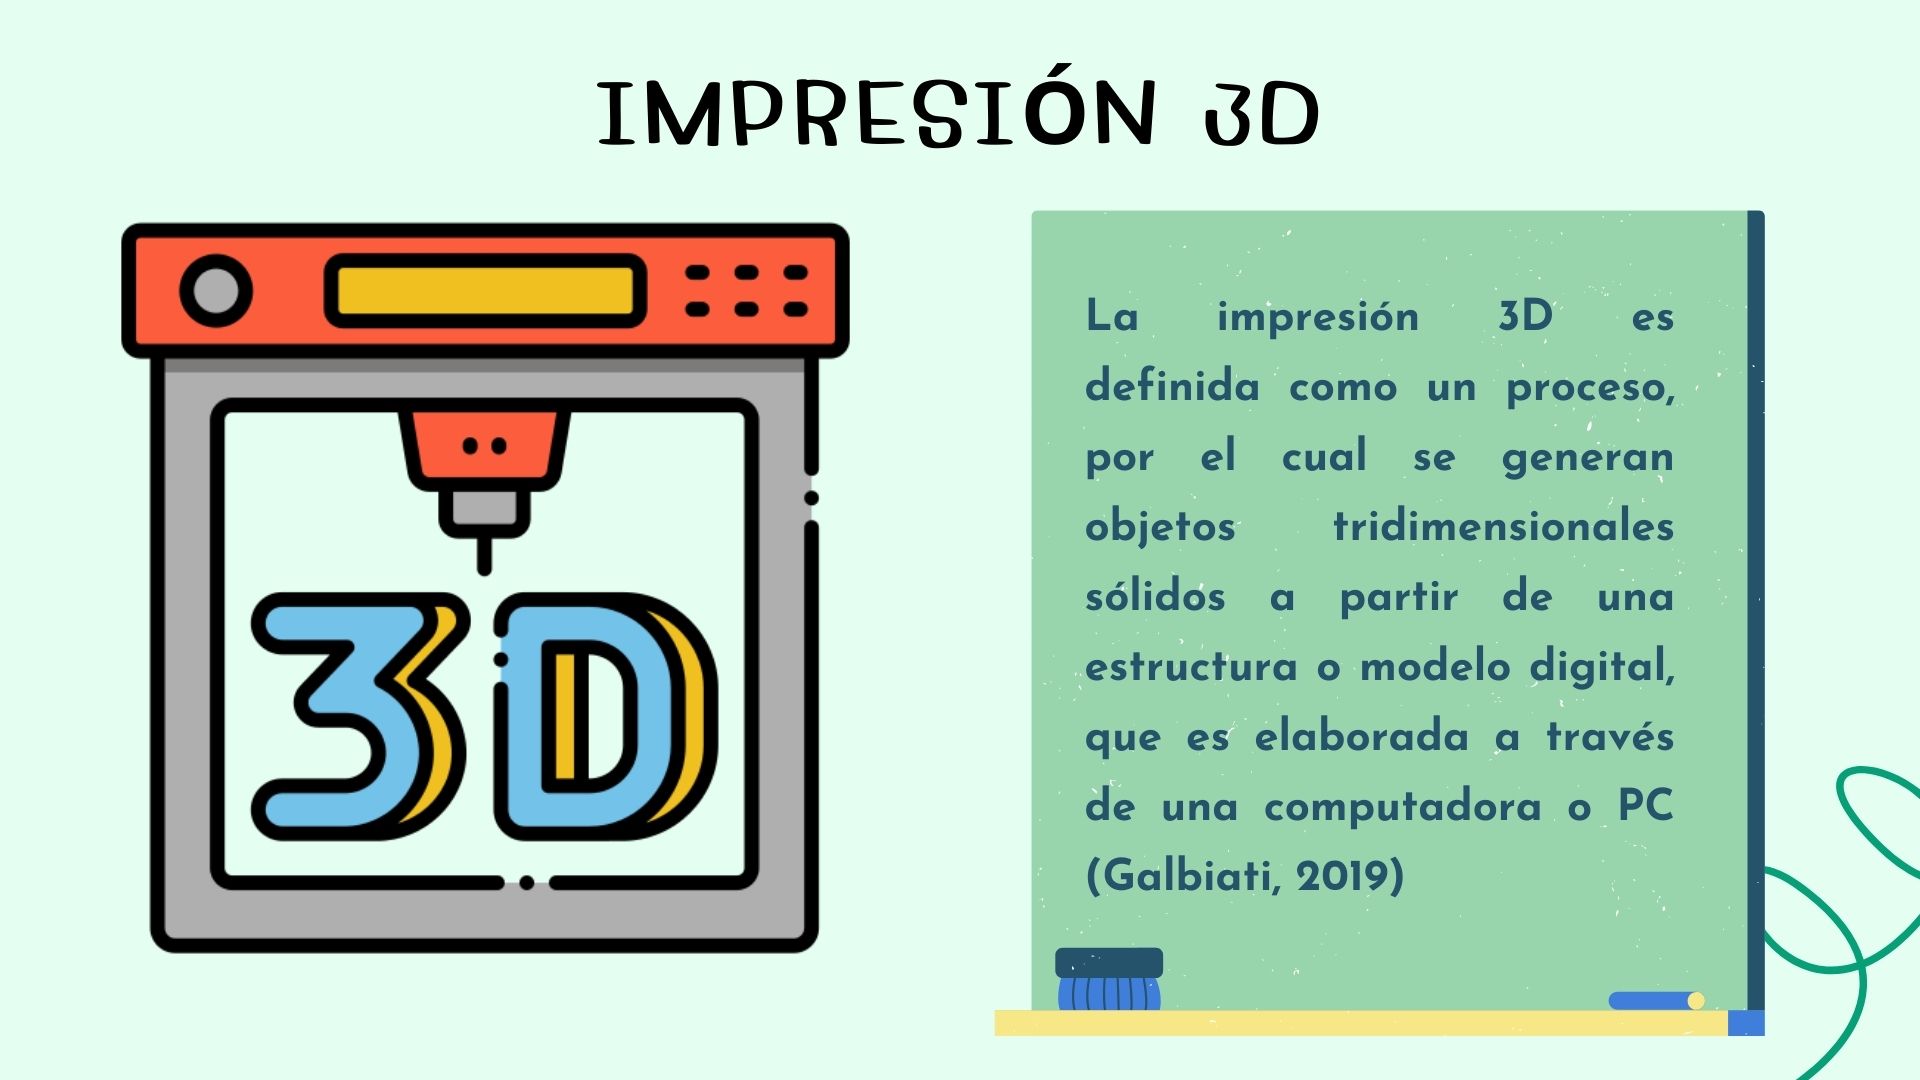 IMPRESIÓN 3D
3D
La impresión 3D es
definida como un proceso,
por el cual se generan
objetos tridimensionales
sólidos a partir de una
estructura o modelo digital,
que es elaborada a través
de una computadora o PC
(Galbiati, 2019)